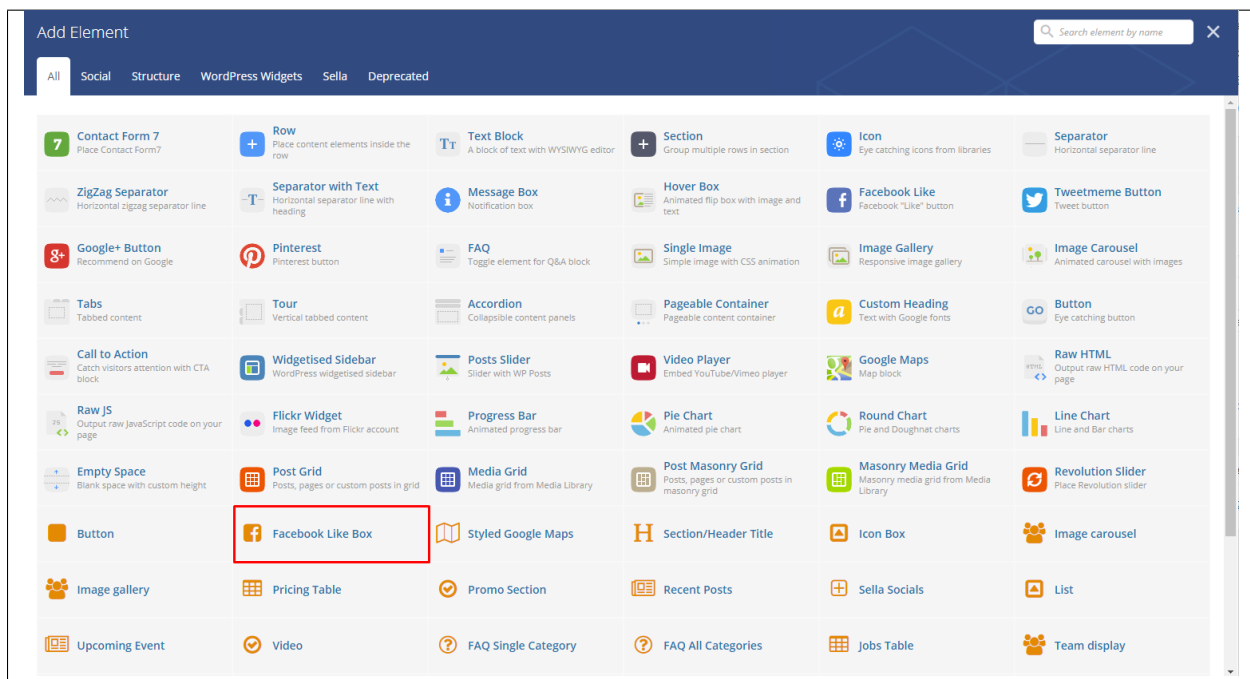 Add Element
Search element by name
All Social Structure WordPress Widgets Sella Deprecated
7 Contact Form 7
Place Contact Form7
Row
Place content elements inside the
row
TT Text Block
A block of text with WYSIWYG editor
Section
Group multiple rows in section
Icon
Eye catching icons from libraries
Separator
Horizontal separator line
ZigZag Separator
Horizontal zigzag separator line
-T- Separator with Text
Horizontal separator line with
heading
Message Box
Notification box
Hover Box
Animated flip box with image and
text
Facebook Like
Facebook "Like" button
Tweetmeme Button
Tweet button
8+ Google+ Button
Recommend on Google
Pinterest
Pinterest button
FAQ
Toggle element for Q&A block
Single Image
Simple image with CSS animation
Image Gallery
Responsive image gallery
Image Carousel
Animated carousel with images
Tabs
Tabbed content
Tour
Vertical tabbed content
Accordion
Collapsible content panels
Pageable Container
Pageable content container
a Custom Heading
Text with Google fonts
GO Button
Eye catching button
Call to Action
Catch visitors attention with CTA
block
Widgetised Sidebar
WordPress widgetised sidebar
Posts Slider
Slider with WP Posts
Video Player
Embed YouTube/Vimeo player
Google Maps
Map block
HTML Raw HTML
Output raw HTML code on your
page
JS Raw JS
Output raw JavaScript code on your
page
Flickr Widget
Image feed from Flickr account
Progress Bar
Animated progress bar
Pie Chart
Animated pie chart
Round Chart
Pie and Doughnat charts
Line Chart
Line and Bar charts
Empty Space
Blank space with custom height
Post Grid
Posts, pages or custom posts in grid
Media Grid
Media grid from Media Library
Post Masonry Grid
Posts, pages or custom posts in
masonry grid
Masonry Media Grid
Masonry media grid from Media
Library
Revolution Slider
Place Revolution slider
Button
f Facebook Like Box
Styled Google Maps
H Section/Header Title
Icon Box
Image carousel
Image gallery
Pricing Table
Promo Section
Recent Posts
Sella Socials
List
Upcoming Event
Video
? FAQ Single Category
? FAQ All Categories
Jobs Table
Team display